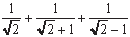 1/√2 + 1/(√2+1) + 1/(√2−1)